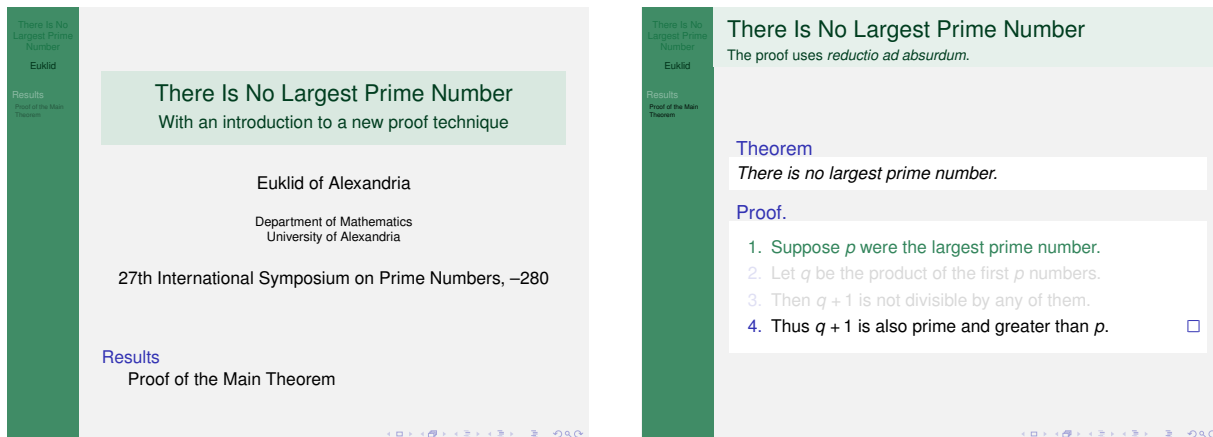 There Is No
Largest Prime
Number
Euklid
Results
Proof of the Main
Theorem
There Is No Largest Prime Number
With an introduction to a new proof technique
Euklid of Alexandria
Department of Mathematics
University of Alexandria
27th International Symposium on Prime Numbers, –280
Results
Proof of the Main Theorem
There Is No
Largest Prime
Number
Euklid
Results
Proof of the Main
Theorem
There Is No Largest Prime Number
The proof uses reductio ad absurdum.
Theorem
There is no largest prime number.
Proof.
1. Suppose p were the largest prime number.
2. Let q be the product of the first p numbers.
3. Then q + 1 is not divisible by any of them.
4. Thus q + 1 is also prime and greater than p. □